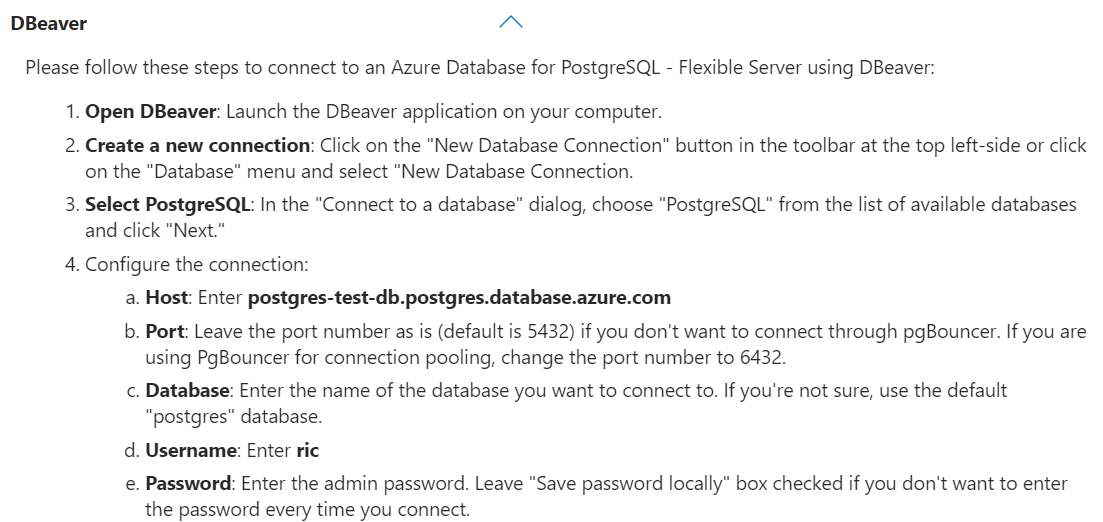 DBeaver
Please follow these steps to connect to an Azure Database for PostgreSQL - Flexible Server using DBeaver:
1. Open DBeaver: Launch the DBeaver application on your computer.
2. Create a new connection: Click on the "New Database Connection" button in the toolbar at the top left-side or click
on the "Database" menu and select "New Database Connection.
3. Select PostgreSQL: In the "Connect to a database" dialog, choose "PostgreSQL" from the list of available databases
and click "Next."
4. Configure the connection:
a. Host: Enter postgres-test-db.postgres.database.azure.com
b. Port: Leave the port number as is (default is 5432) if you don't want to connect through pgBouncer. If you are
using PgBouncer for connection pooling, change the port number to 6432.
c. Database: Enter the name of the database you want to connect to. If you're not sure, use the default
"postgres" database.
d. Username: Enter ric
e. Password: Enter the admin password. Leave "Save password locally" box checked if you don't want to enter
the password every time you connect.